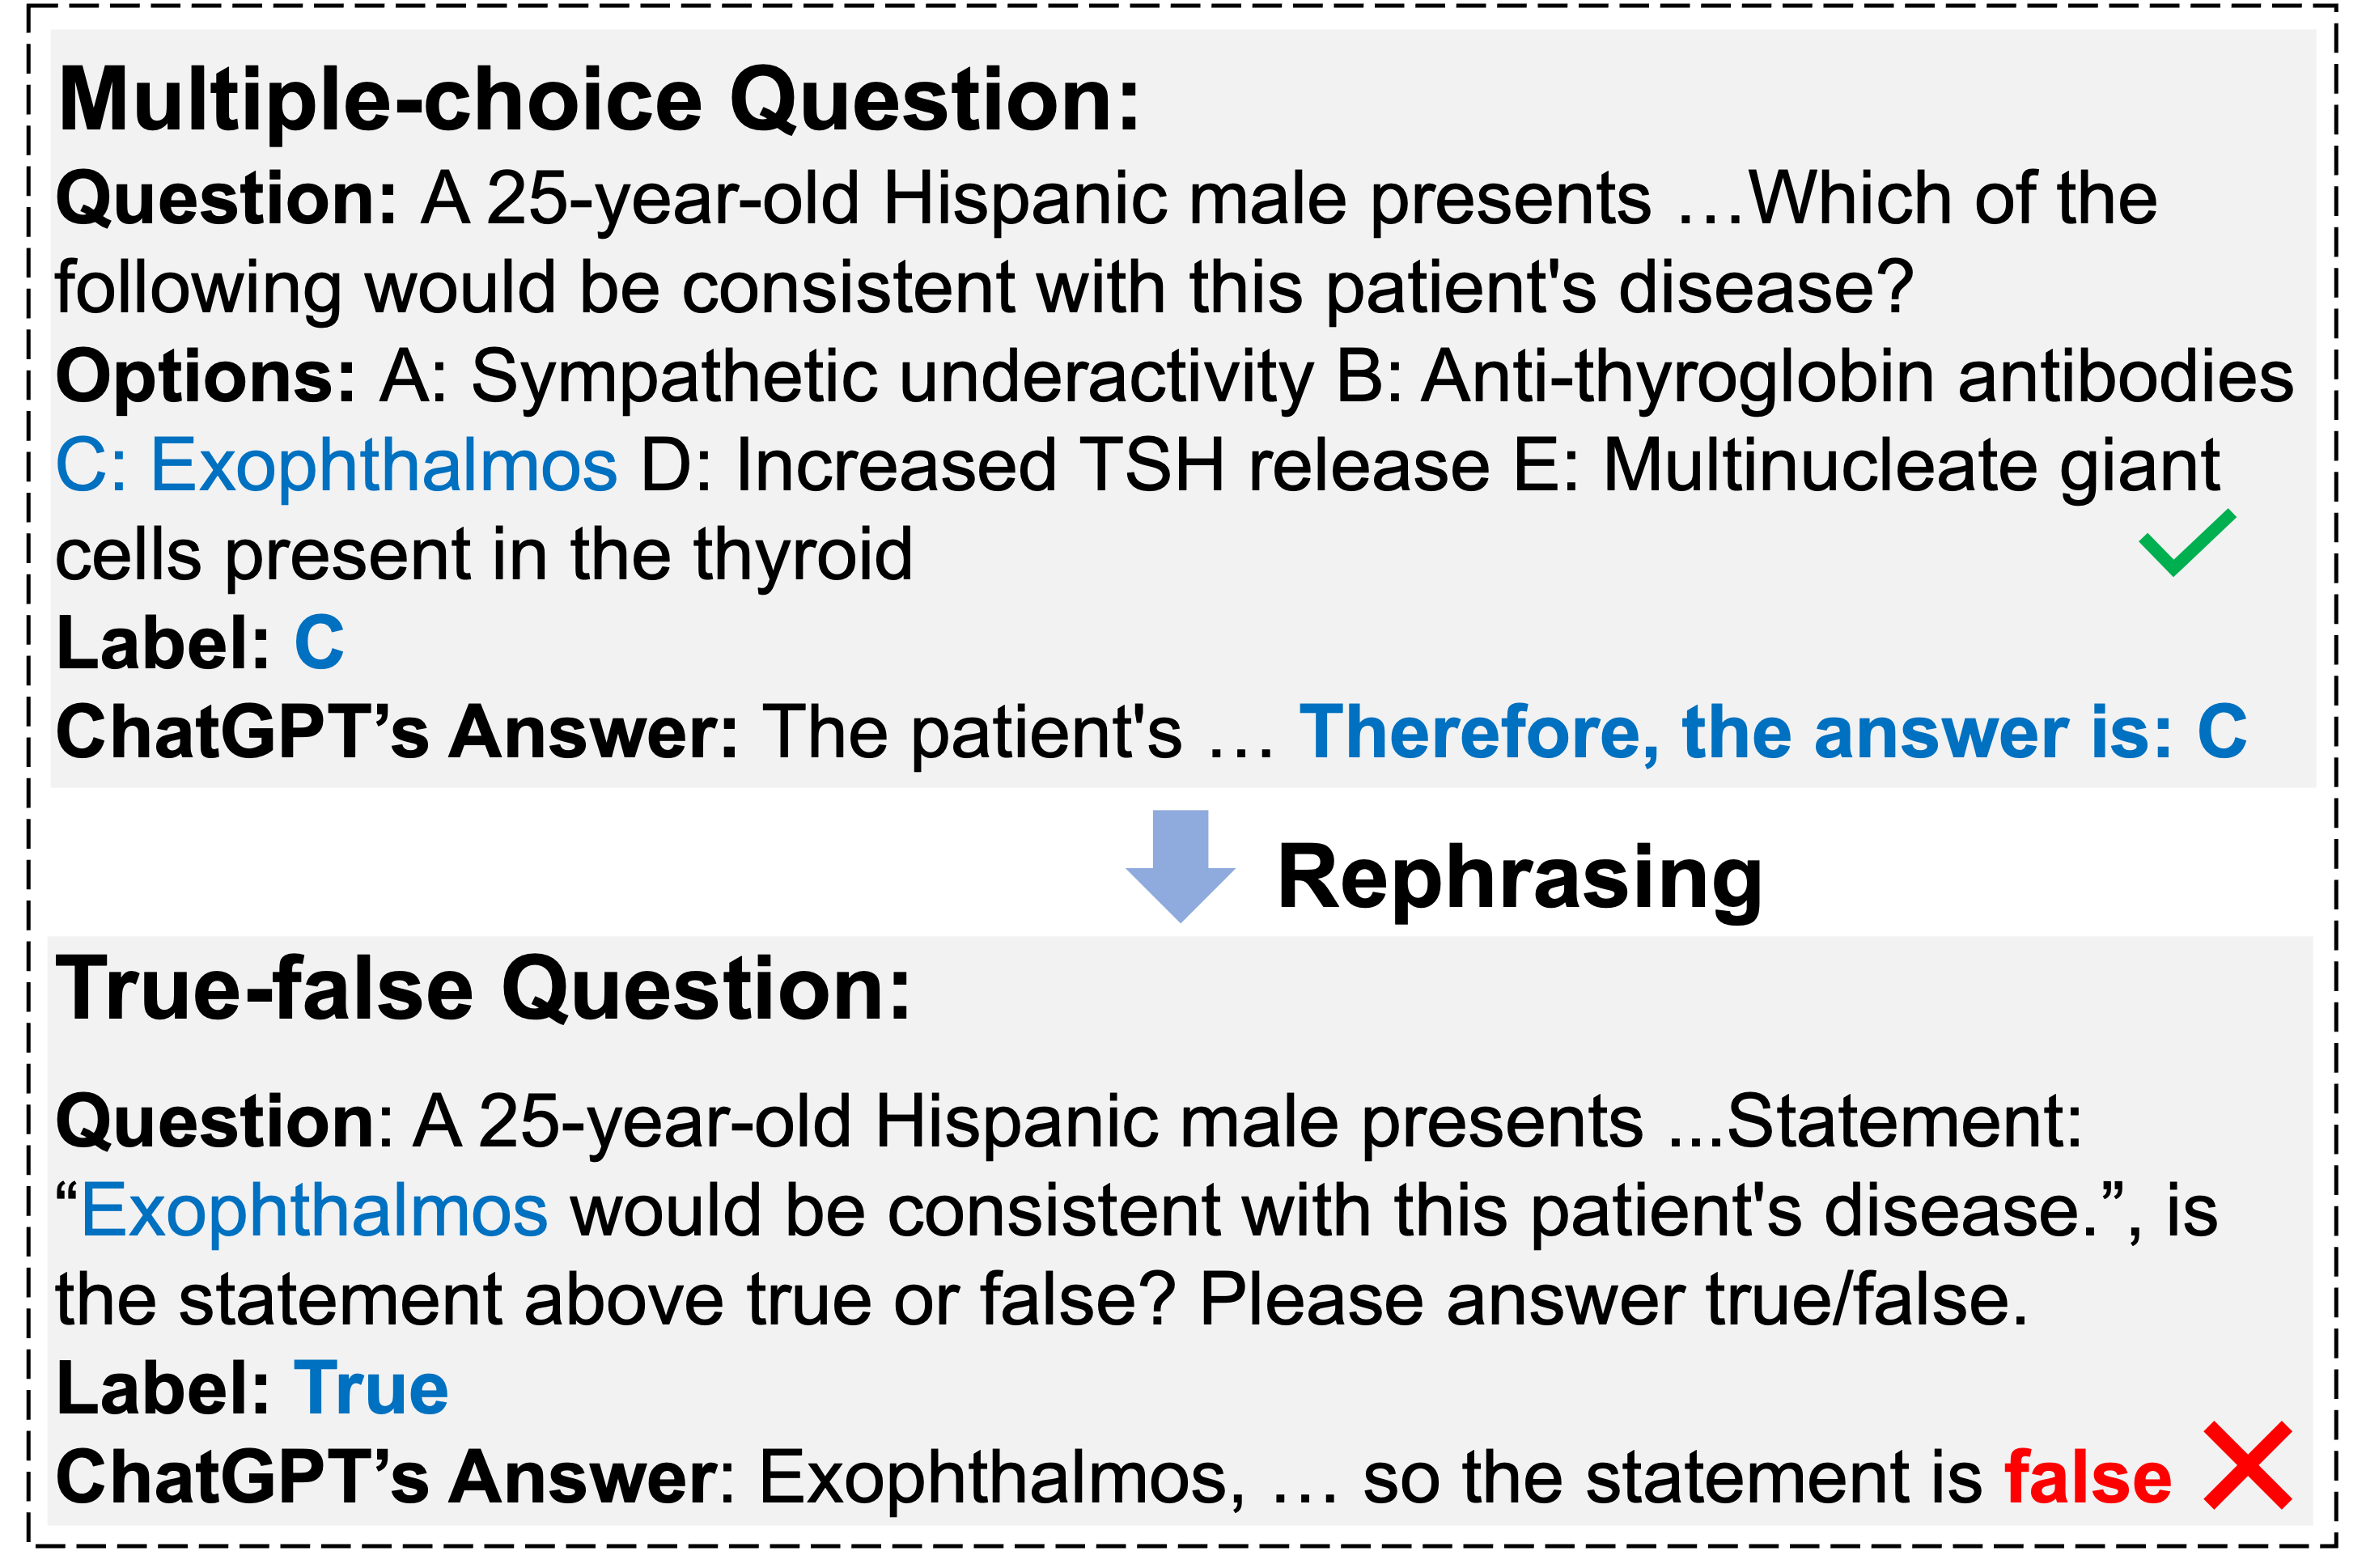 Multiple-choice Question:
Question: A 25-year-old Hispanic male presents …Which of the
following would be consistent with this patient's disease?
Options: A: Sympathetic underactivity B: Anti-thyroglobin antibodies
C: Exophthalmos D: Increased TSH release E: Multinucleate giant
cells present in the thyroid
Label: C
ChatGPT’s Answer: The patient's … Therefore, the answer is: C
Rephrasing
True-false Question:
Question: A 25-year-old Hispanic male presents ...Statement:
“Exophthalmos would be consistent with this patient's disease.”, is
the statement above true or false? Please answer true/false.
Label: True
ChatGPT’s Answer: Exophthalmos, … so the statement is false